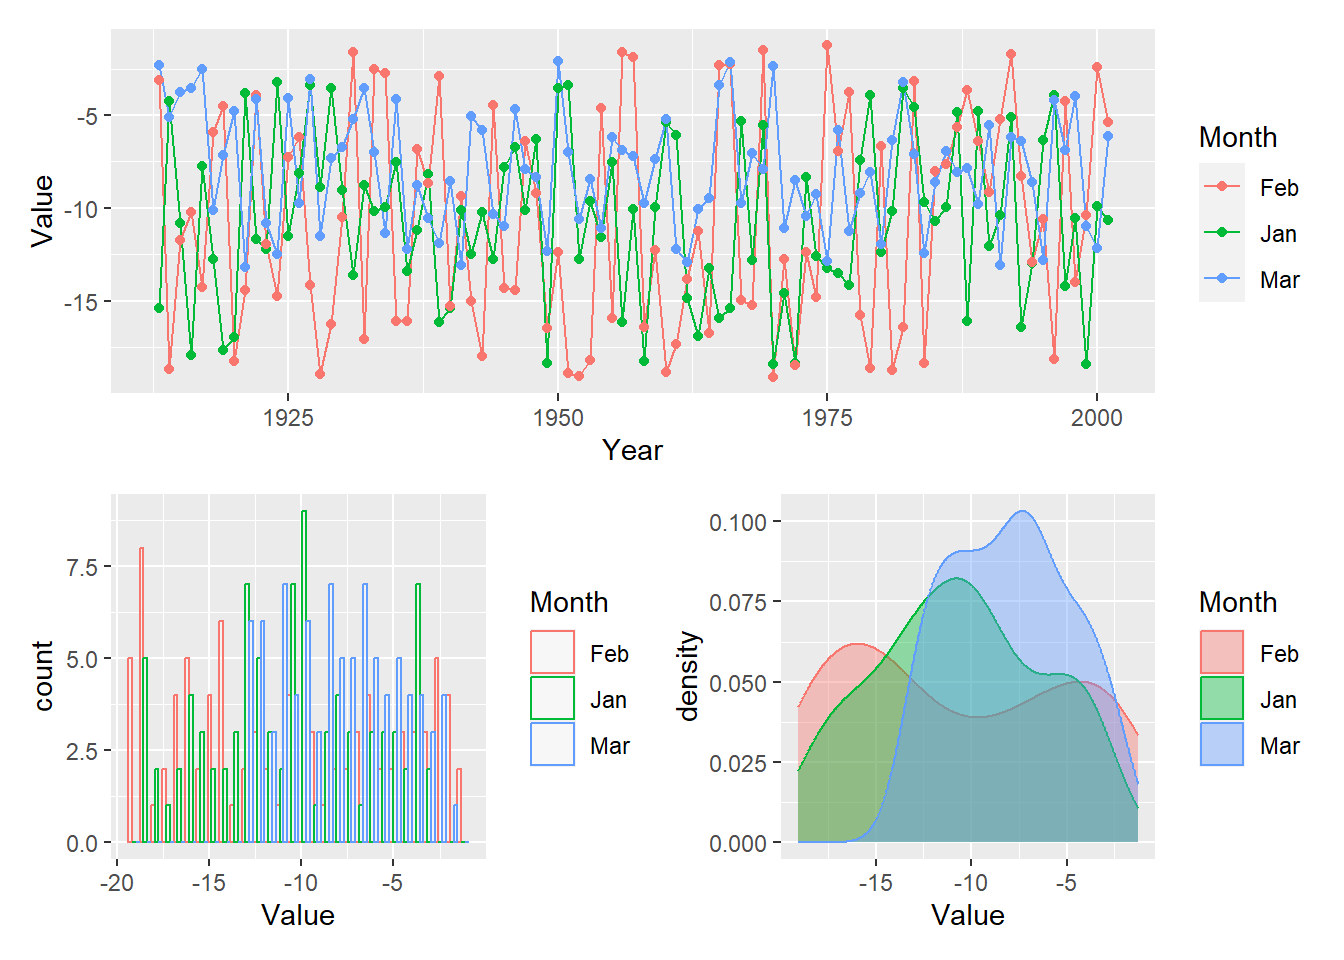 Value
-5
-10
-15
1925 1950 1975 2000
Year
Month
Feb
Jan
Mar
count
7.5
5.0
2.5
0.0
-20 -15 -10 -5
Value
Month
Feb
Jan
Mar
density
0.100
0.075
0.050
0.025
0.000
-15 -10 -5
Value
Month
Feb
Jan
Mar